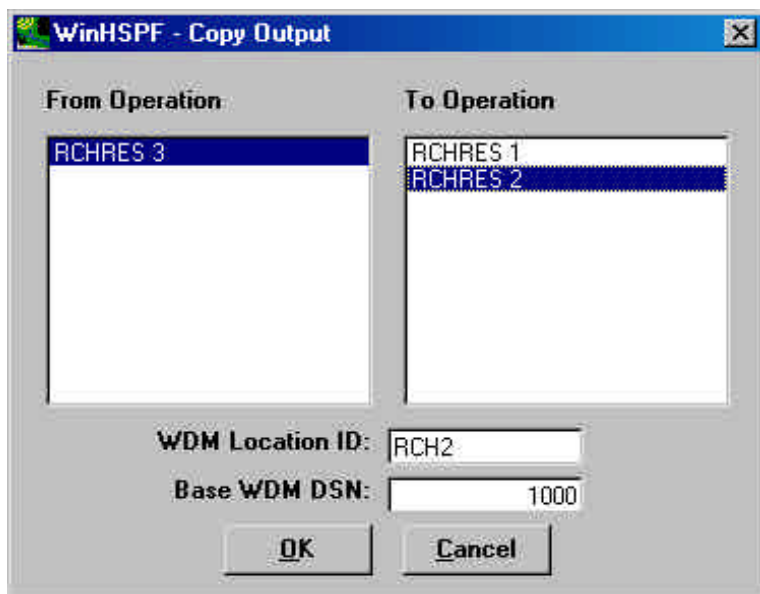 WinHSPF - Copy Output
From Operation
To Operation
RCHRES 3
RCHRES 1
RCHRES 2
WDM Location ID: RCH2
Base WDM DSN: 1000
OK
Cancel